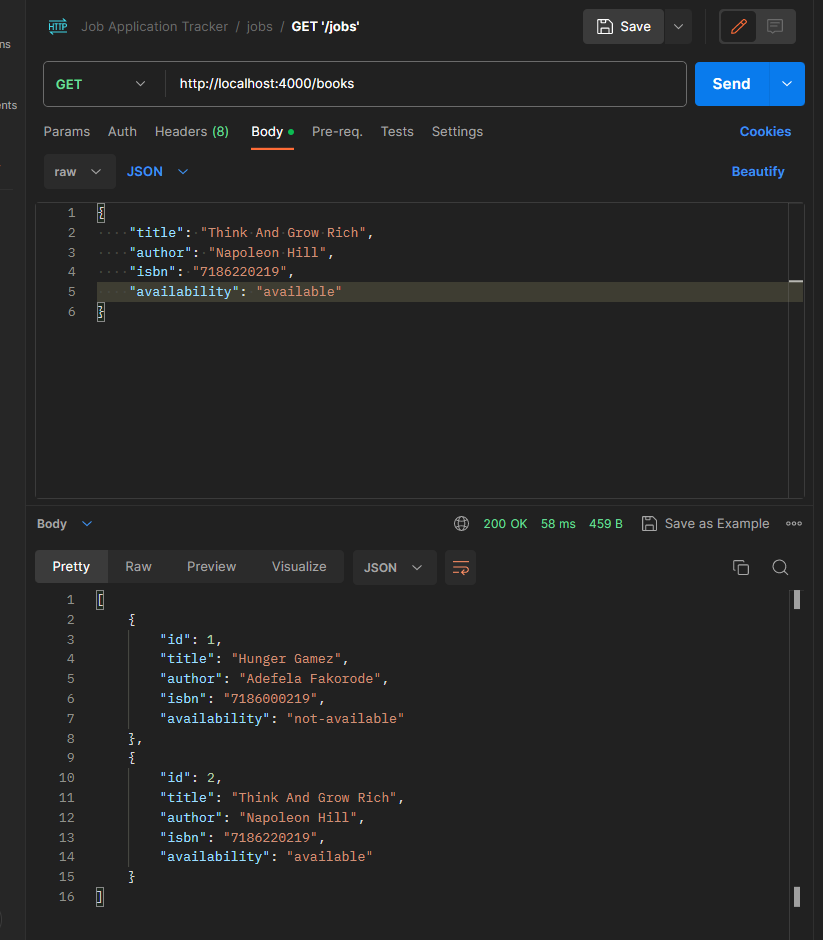 HTTP Job Application Tracker / jobs / GET '/jobs' Save
ns
GET http://localhost:4000/books Send
ents
Params Auth Headers (8) Body Pre-req. Tests Settings Cookies
raw JSON Beautify
1 {
2 "title": "Think And Grow Rich",
3 "author": "Napoleon Hill",
4 "isbn": "7186220219",
5 "availability": "available"
6 }
Body 200 OK 58 ms 459 B Save as Example
Pretty Raw Preview Visualize JSON
1 [
2 {
3 "id": 1,
4 "title": "Hunger Gamez",
5 "author": "Adefela Fakorode",
6 "isbn": "7186000219",
7 "availability": "not-available"
8 },
9 {
10 "id": 2,
11 "title": "Think And Grow Rich",
12 "author": "Napoleon Hill",
13 "isbn": "7186220219",
14 "availability": "available"
15 }
16 ]